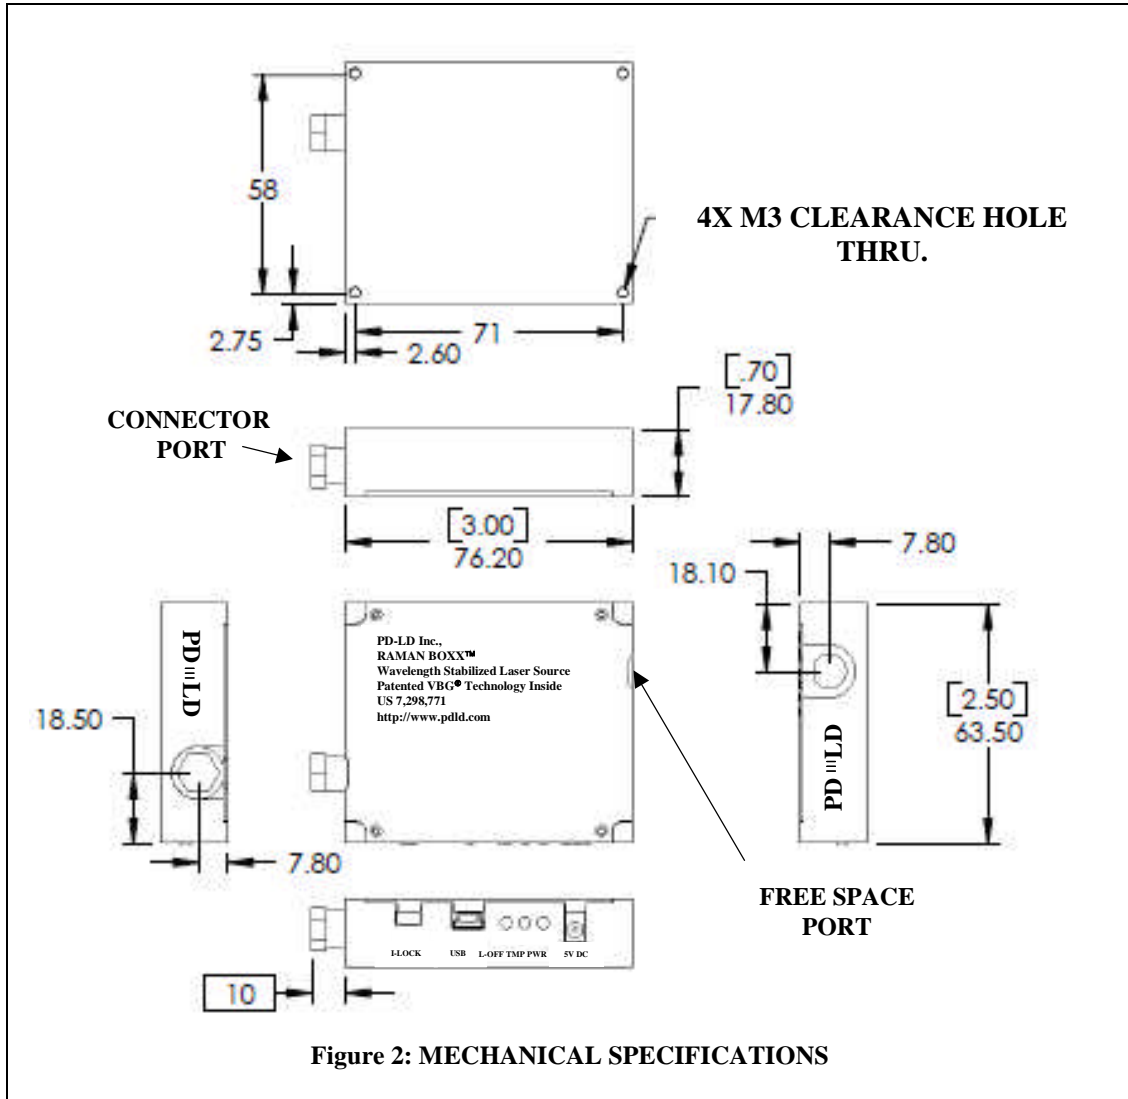 58
4X M3 CLEARANCE HOLE
THRU.
2.75
71
2.60
[.70]
17.80
CONNECTOR
PORT
[3.00]
76.20
7.80
18.10
PD-LD Inc.,
RAMAN BOXX™
Wavelength Stabilized Laser Source
Patented VBG® Technology Inside
US 7,298,771
http://www.pdld.com
PD≡LD
18.50
[2.50]
63.50
PD≡LD
7.80
FREE SPACE
PORT
I-LOCK USB L-OFF TMP PWR 5V DC
10
Figure 2: MECHANICAL SPECIFICATIONS